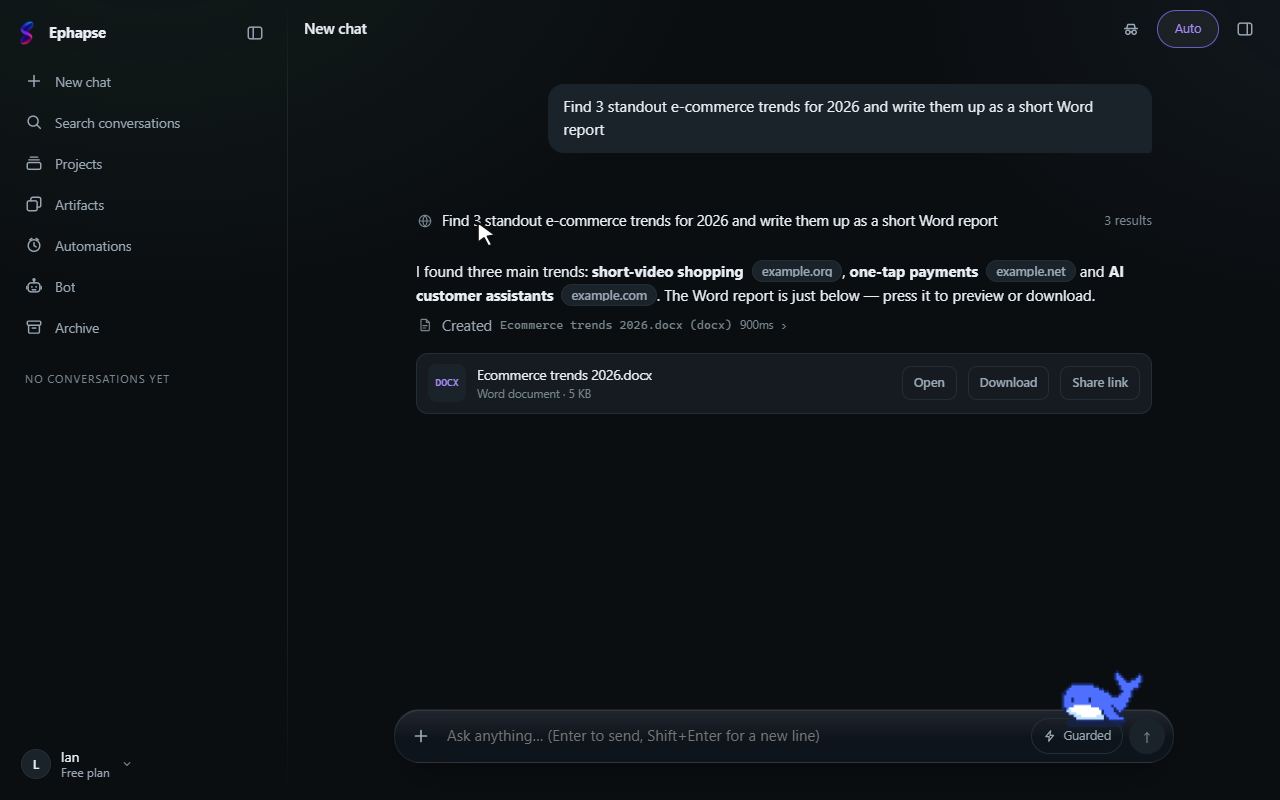 Ephapse
New chat
Search conversations
Projects
Artifacts
Automations
Bot
Archive
NO CONVERSATIONS YET
lan
Free plan
L
New chat
Auto
Find 3 standout e-commerce trends for 2026 and write them up as a short Word
report
Find 3 standout e-commerce trends for 2026 and write them up as a short Word report
3 results
I found three main trends: short-video shopping example.org, one-tap payments example.net and AI
customer assistants example.com. The Word report is just below — press it to preview or download.
Created Ecommerce trends 2026.docx (docx) 900ms ›
DOCX
Ecommerce trends 2026.docx
Word document · 5 KB
Open
Download
Share link
Ask anything... (Enter to send, Shift+Enter for a new line)
Guarded